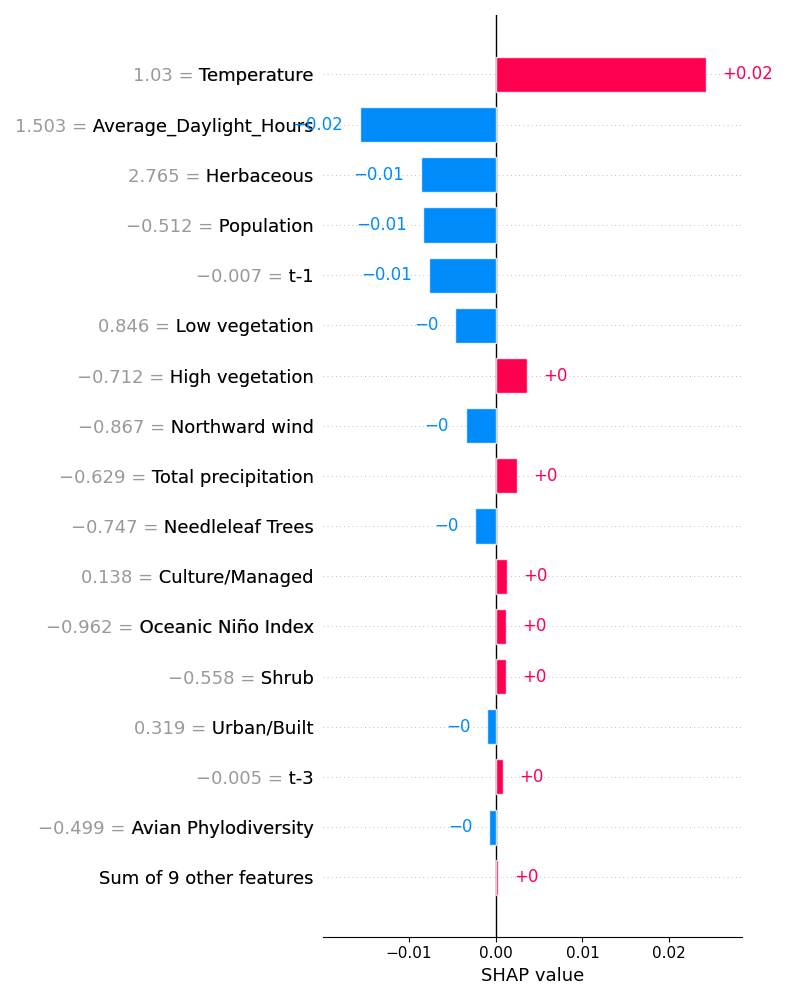 1.03 = Temperature +0.02
1.503 = Average_Daylight_Hours −0.02
2.765 = Herbaceous −0.01
−0.512 = Population −0.01
−0.007 = t-1 −0.01
0.846 = Low vegetation −0
−0.712 = High vegetation +0
−0.867 = Northward wind −0
−0.629 = Total precipitation +0
−0.747 = Needleleaf Trees −0
0.138 = Culture/Managed +0
−0.962 = Oceanic Niño Index +0
−0.558 = Shrub +0
0.319 = Urban/Built −0
−0.005 = t-3 +0
−0.499 = Avian Phylodiversity −0
Sum of 9 other features +0
−0.01 0.00 0.01 0.02
SHAP value